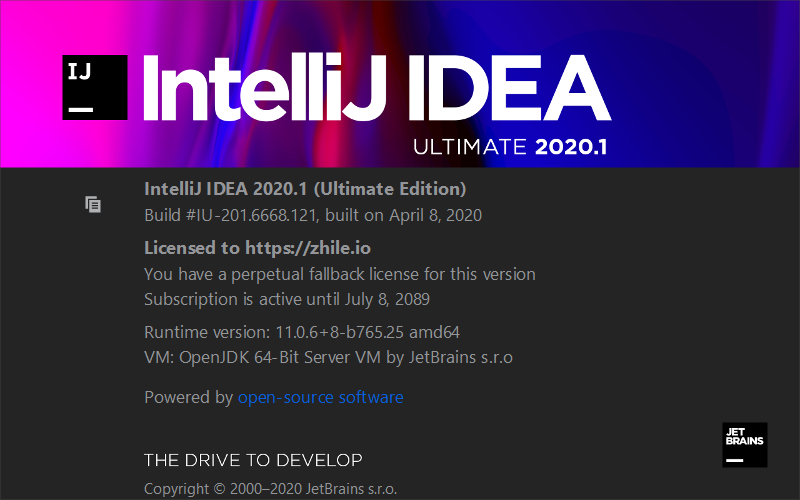 IJ
IntelliJ IDEA
ULTIMATE 2020.1
IntelliJ IDEA 2020.1 (Ultimate Edition)
Build #IU-201.6668.121, built on April 8, 2020
Licensed to https://zhile.io
You have a perpetual fallback license for this version
Subscription is active until July 8, 2089
Runtime version: 11.0.6+8-b765.25 amd64
VM: OpenJDK 64-Bit Server VM by JetBrains s.r.o
Powered by open-source software
JET
BRAINS
THE DRIVE TO DEVELOP
Copyright © 2000–2020 JetBrains s.r.o.